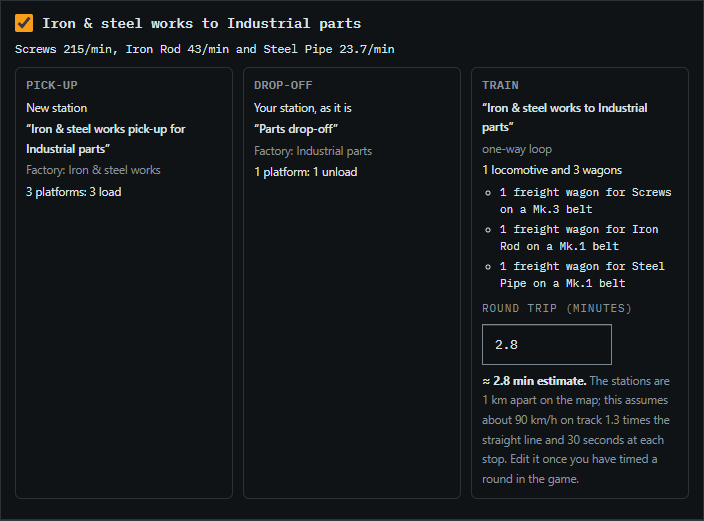 Iron & steel works to Industrial parts
Screws 215/min, Iron Rod 43/min and Steel Pipe 23.7/min
PICK-UP
New station
“Iron & steel works pick-up for
Industrial parts”
Factory: Iron & steel works
3 platforms: 3 load
DROP-OFF
Your station, as it is
“Parts drop-off”
Factory: Industrial parts
1 platform: 1 unload
TRAIN
“Iron & steel works to Industrial
parts”
one-way loop
1 locomotive and 3 wagons
1 freight wagon for Screws
on a Mk.3 belt
1 freight wagon for Iron
Rod on a Mk.1 belt
1 freight wagon for Steel
Pipe on a Mk.1 belt
ROUND TRIP (MINUTES)
2.8
≈ 2.8 min estimate. The stations are
1 km apart on the map; this assumes
about 90 km/h on track 1.3 times the
straight line and 30 seconds at each
stop. Edit it once you have timed a
round in the game.